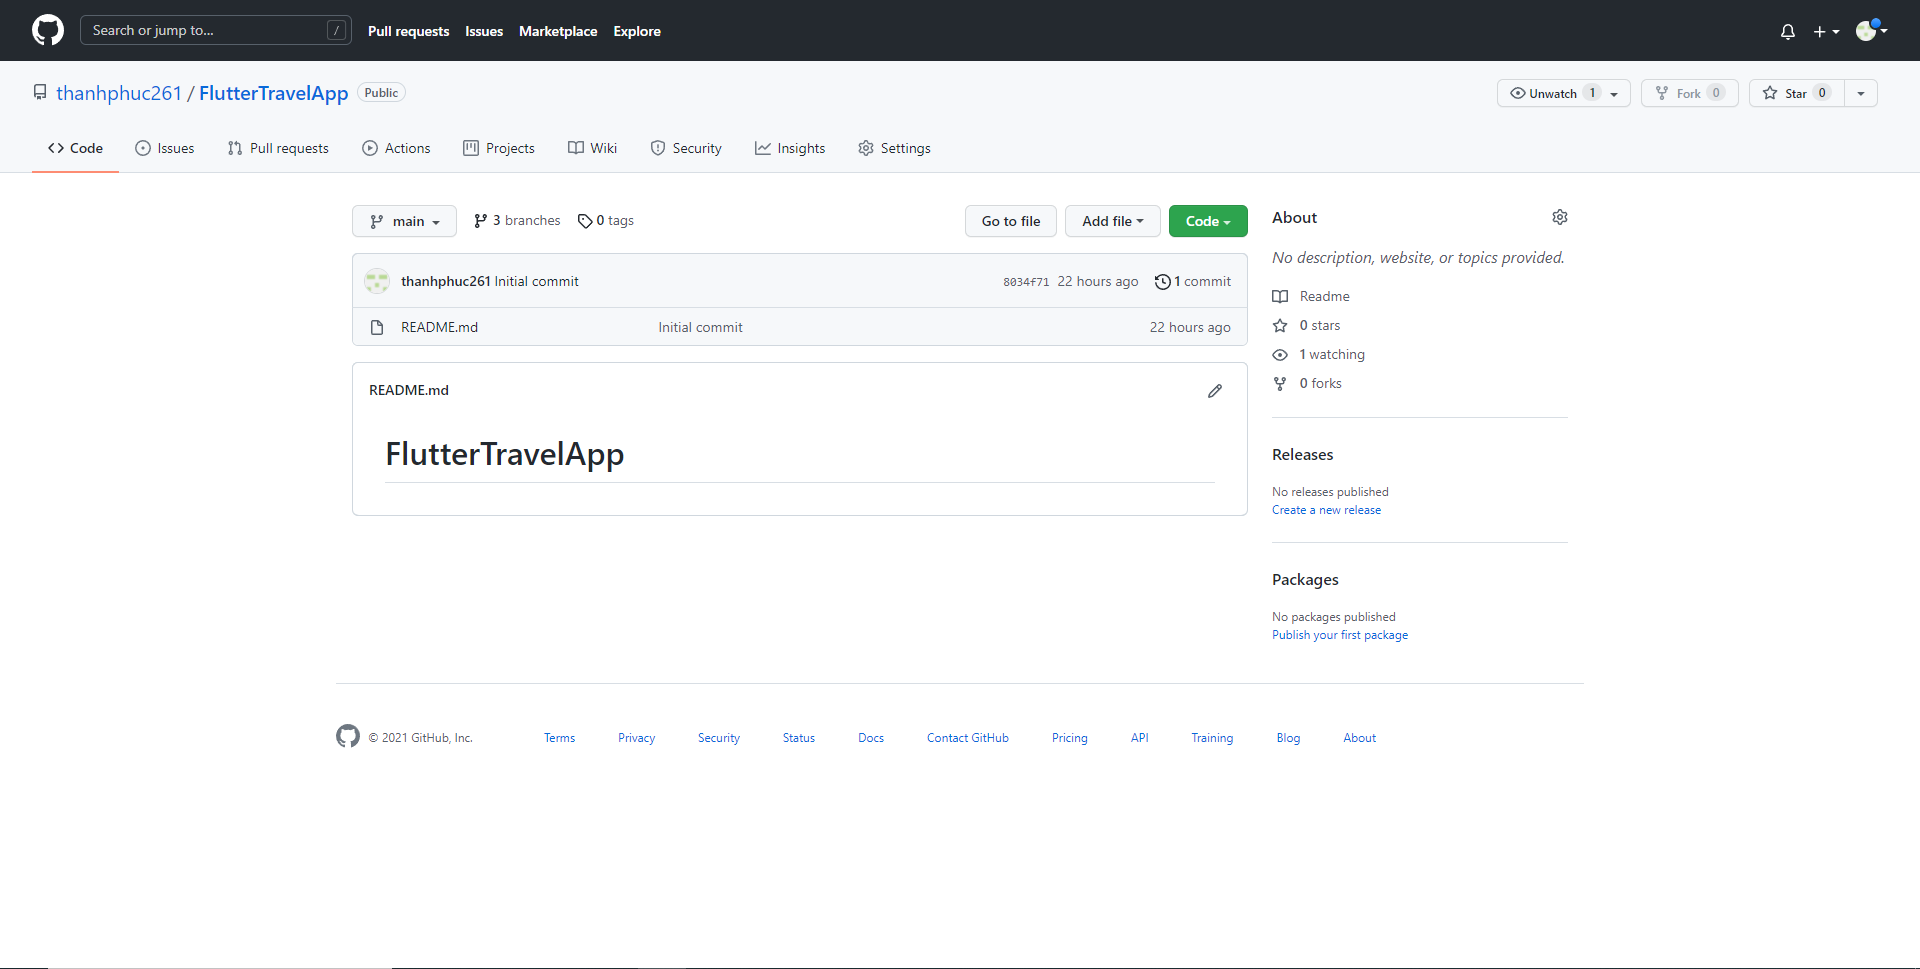 Search or jump to... /
Pull requests Issues Marketplace Explore
thanhphuc261 / FlutterTravelApp Public
Unwatch 1 Fork 0 Star 0
Code Issues Pull requests Actions Projects Wiki Security Insights Settings
main 3 branches 0 tags
Go to file Add file Code
thanhphuc261 Initial commit 8034f71 22 hours ago 1 commit
README.md Initial commit 22 hours ago
README.md
FlutterTravelApp
About
No description, website, or topics provided.
Readme
0 stars
1 watching
0 forks
Releases
No releases published
Create a new release
Packages
No packages published
Publish your first package
© 2021 GitHub, Inc. Terms Privacy Security Status Docs Contact GitHub Pricing API Training Blog About